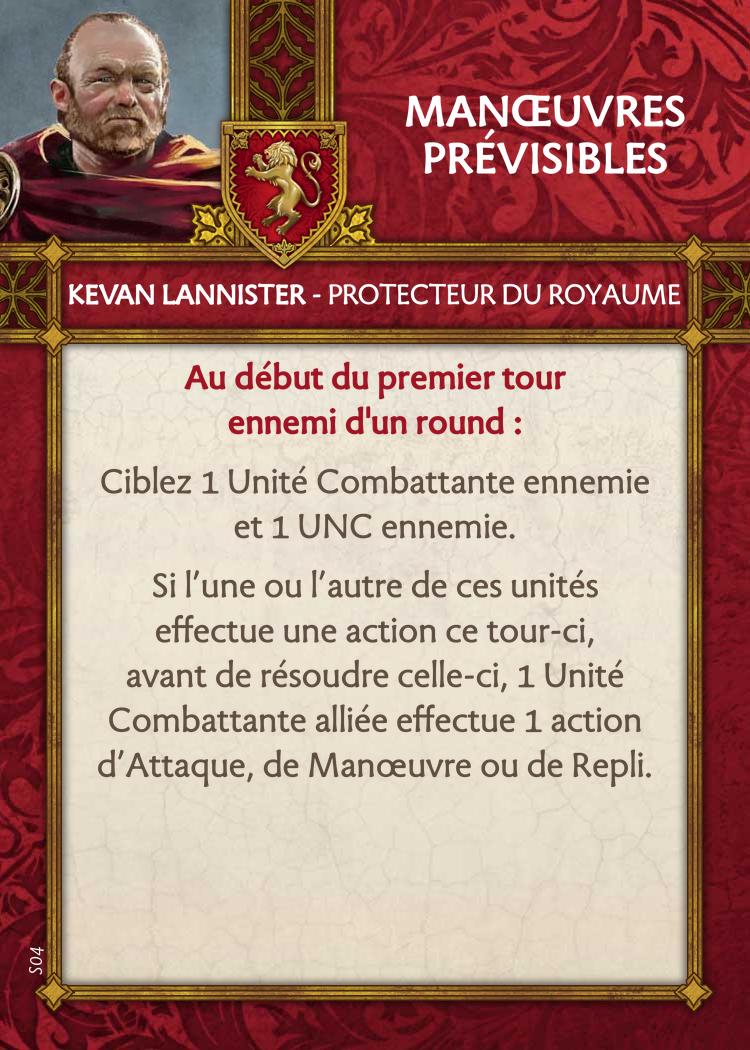 MANŒUVRES
PRÉVISIBLES
KEVAN LANNISTER - PROTECTEUR DU ROYAUME
Au début du premier tour
ennemi d'un round :
Ciblez 1 Unité Combattante ennemie
et 1 UNC ennemie.
Si l’une ou l’autre de ces unités
effectue une action ce tour-ci,
avant de résoudre celle-ci, 1 Unité
Combattante alliée effectue 1 action
d’Attaque, de Manœuvre ou de Repli.
S04